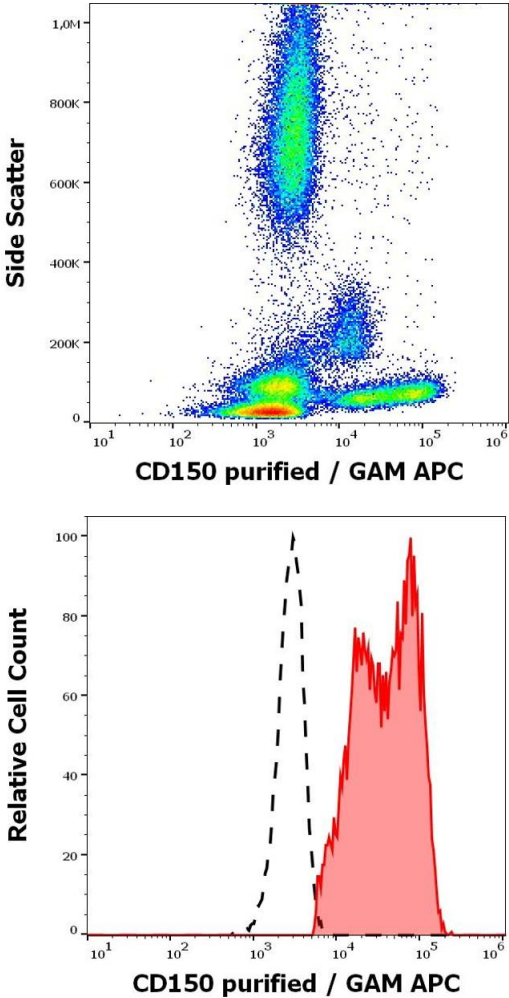 Side Scatter
1,0M
800K
600K
400K
200K
0
10¹ 10² 10³ 10⁴ 10⁵ 10⁶
CD150 purified / GAM APC
Relative Cell Count
100
80
60
40
20
0
10¹ 10² 10³ 10⁴ 10⁵ 10⁶
CD150 purified / GAM APC